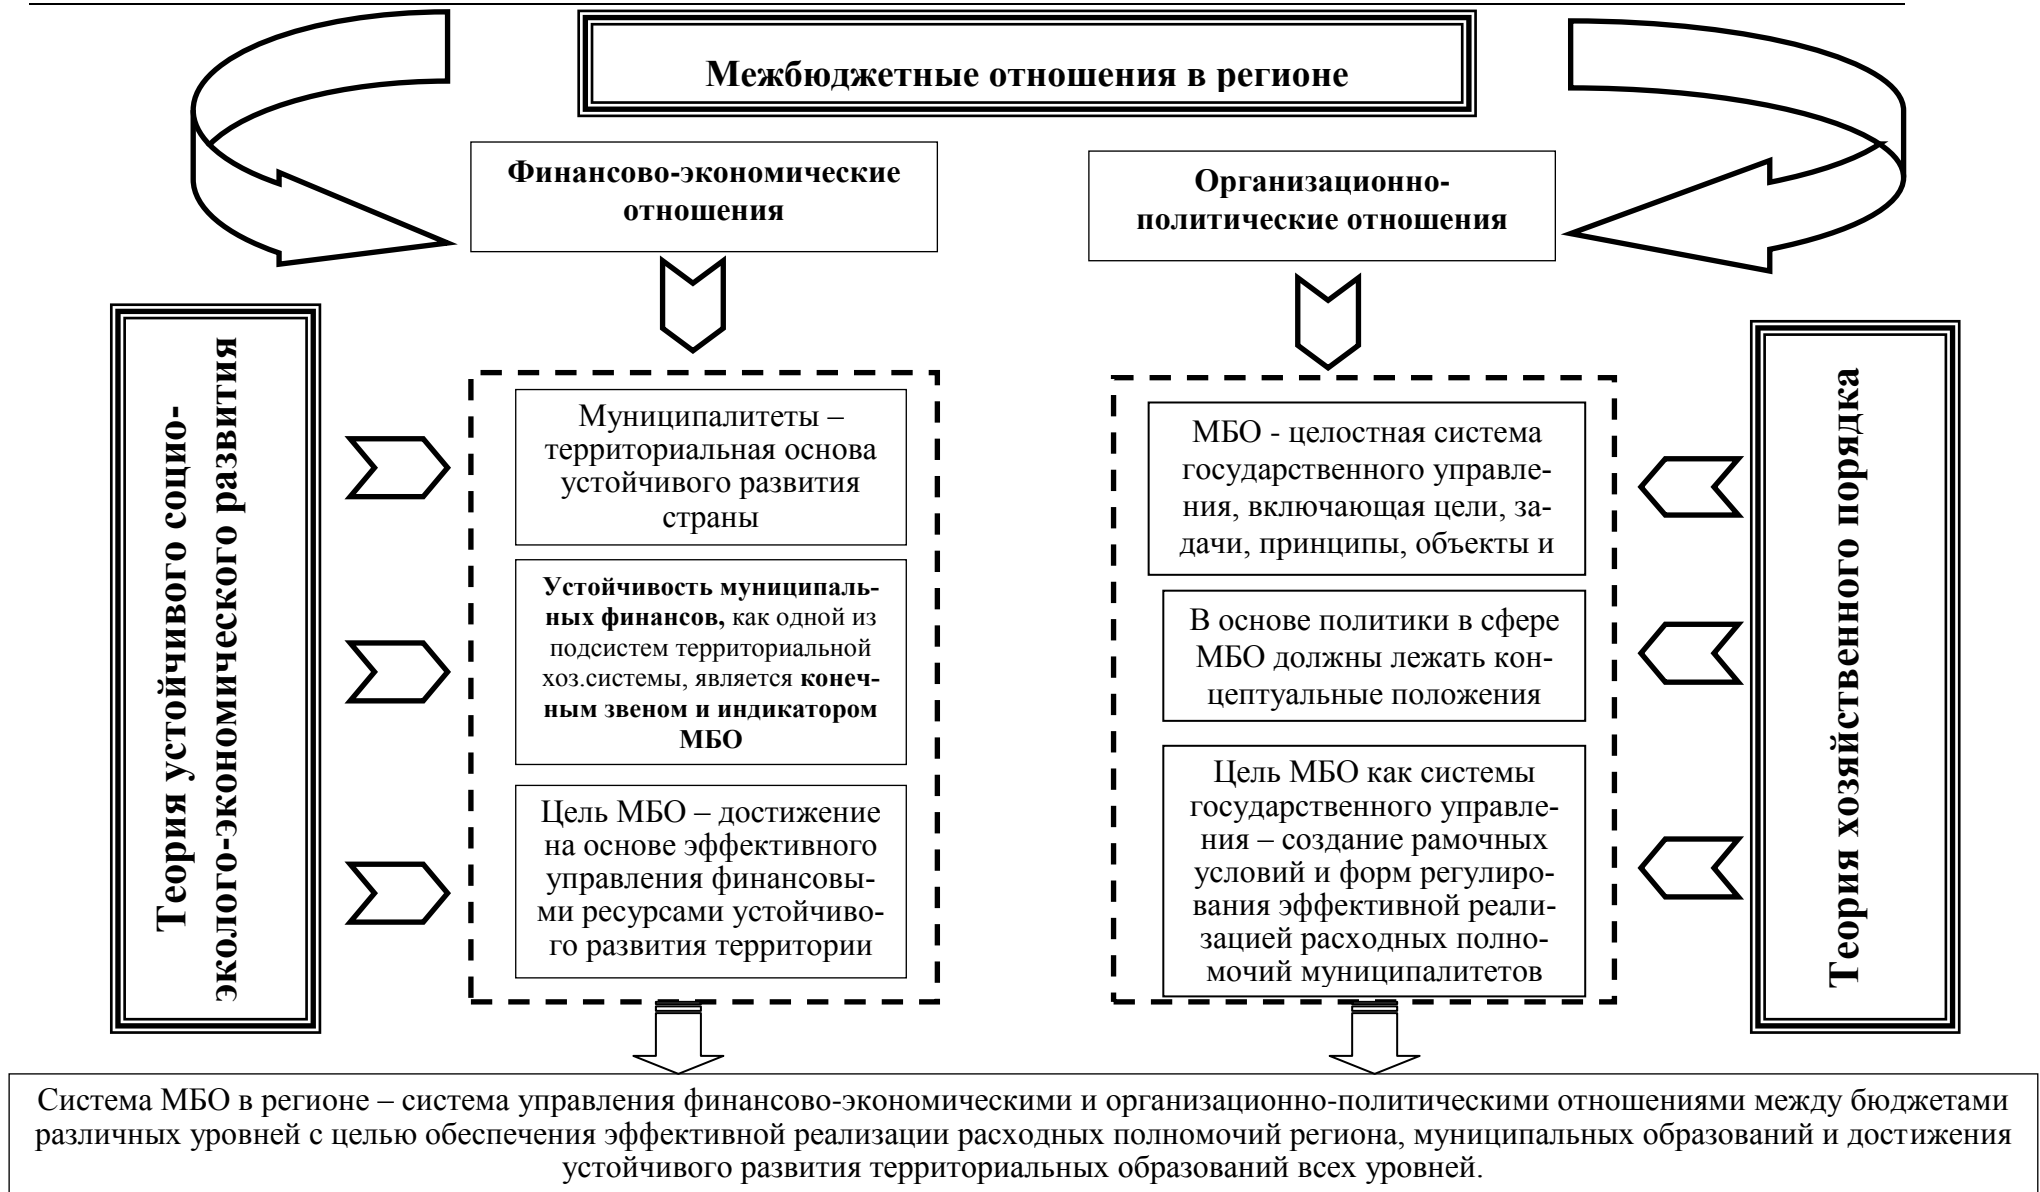 Межбюджетные отношения в регионе
Финансово-экономические
отношения
Организационно-
политические отношения
Теория устойчивого социо-
эколого-экономического развития
Муниципалитеты –
территориальная основа
устойчивого развития
страны
Устойчивость муниципаль-
ных финансов, как одной из
подсистем территориальной
хоз.системы, является конеч-
ным звеном и индикатором
МБО
Цель МБО – достижение
на основе эффективного
управления финансовы-
ми ресурсами устойчиво-
го развития территории
МБО - целостная система
государственного управле-
ния, включающая цели, за-
дачи, принципы, объекты и
В основе политики в сфере
МБО должны лежать кон-
цептуальные положения
Цель МБО как системы
государственного управле-
ния – создание рамочных
условий и форм регулиро-
вания эффективной реали-
зацией расходных полно-
мочий муниципалитетов
Теория хозяйственного порядка
Система МБО в регионе – система управления финансово-экономическими и организационно-политическими отношениями между бюджетами
различных уровней с целью обеспечения эффективной реализации расходных полномочий региона, муниципальных образований и достижения
устойчивого развития территориальных образований всех уровней.